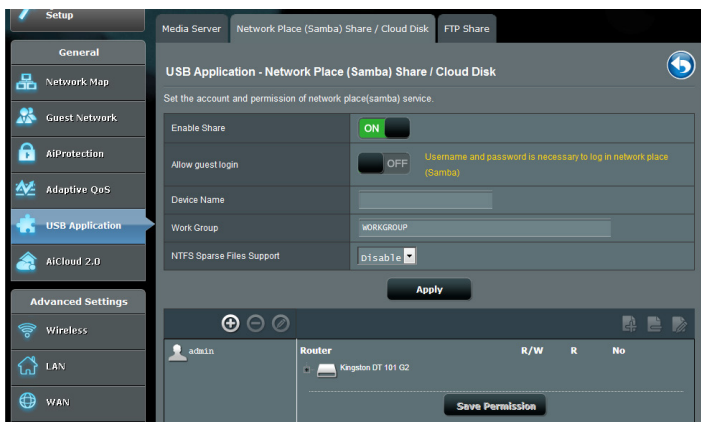 Setup
General
Network Map
Guest Network
AiProtection
Adaptive QoS
USB Application
AiCloud 2.0
Advanced Settings
Wireless
LAN
WAN
Media Server
Network Place (Samba) Share / Cloud Disk
FTP Share
USB Application - Network Place (Samba) Share / Cloud Disk
Set the account and permission of network place(samba) service.
Enable Share
ON
Allow guest login
OFF
Username and password is necessary to log in network place
(Samba)
Device Name
Work Group
WORKGROUP
NTFS Sparse Files Support
Disable
Apply
admin
Router
R/W
R
No
Kingston DT 101 G2
Save Permission